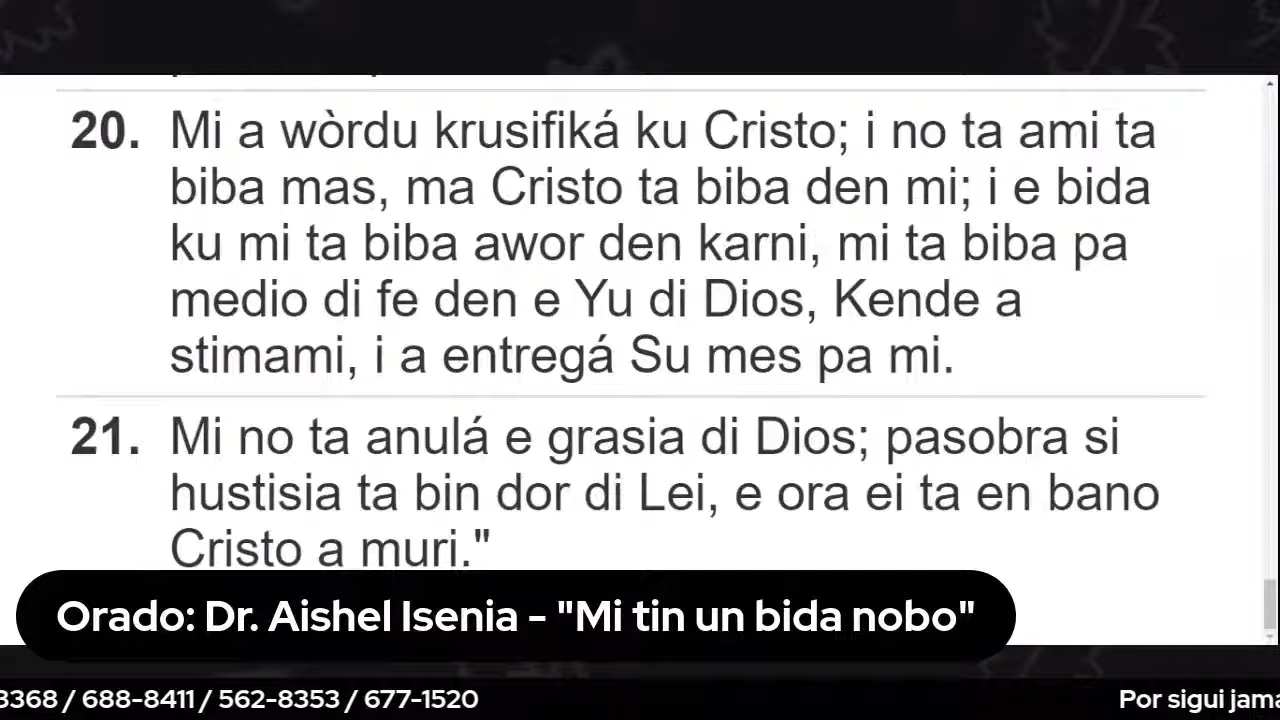 20. Mi a wòrdu krusifiká ku Cristo; i no ta ami ta
biba mas, ma Cristo ta biba den mi; i e bida
ku mi ta biba awor den karni, mi ta biba pa
medio di fe den e Yu di Dios, Kende a
stimami, i a entregá Su mes pa mi.
21. Mi no ta anulá e grasia di Dios; pasobra si
hustisia ta bin dor di Lei, e ora ei ta en bano
Cristo a muri."
Orado: Dr. Aishel Isenia - "Mi tin un bida nobo"
3368 / 688-8411 / 562-8353 / 677-1520 Por sigui jama